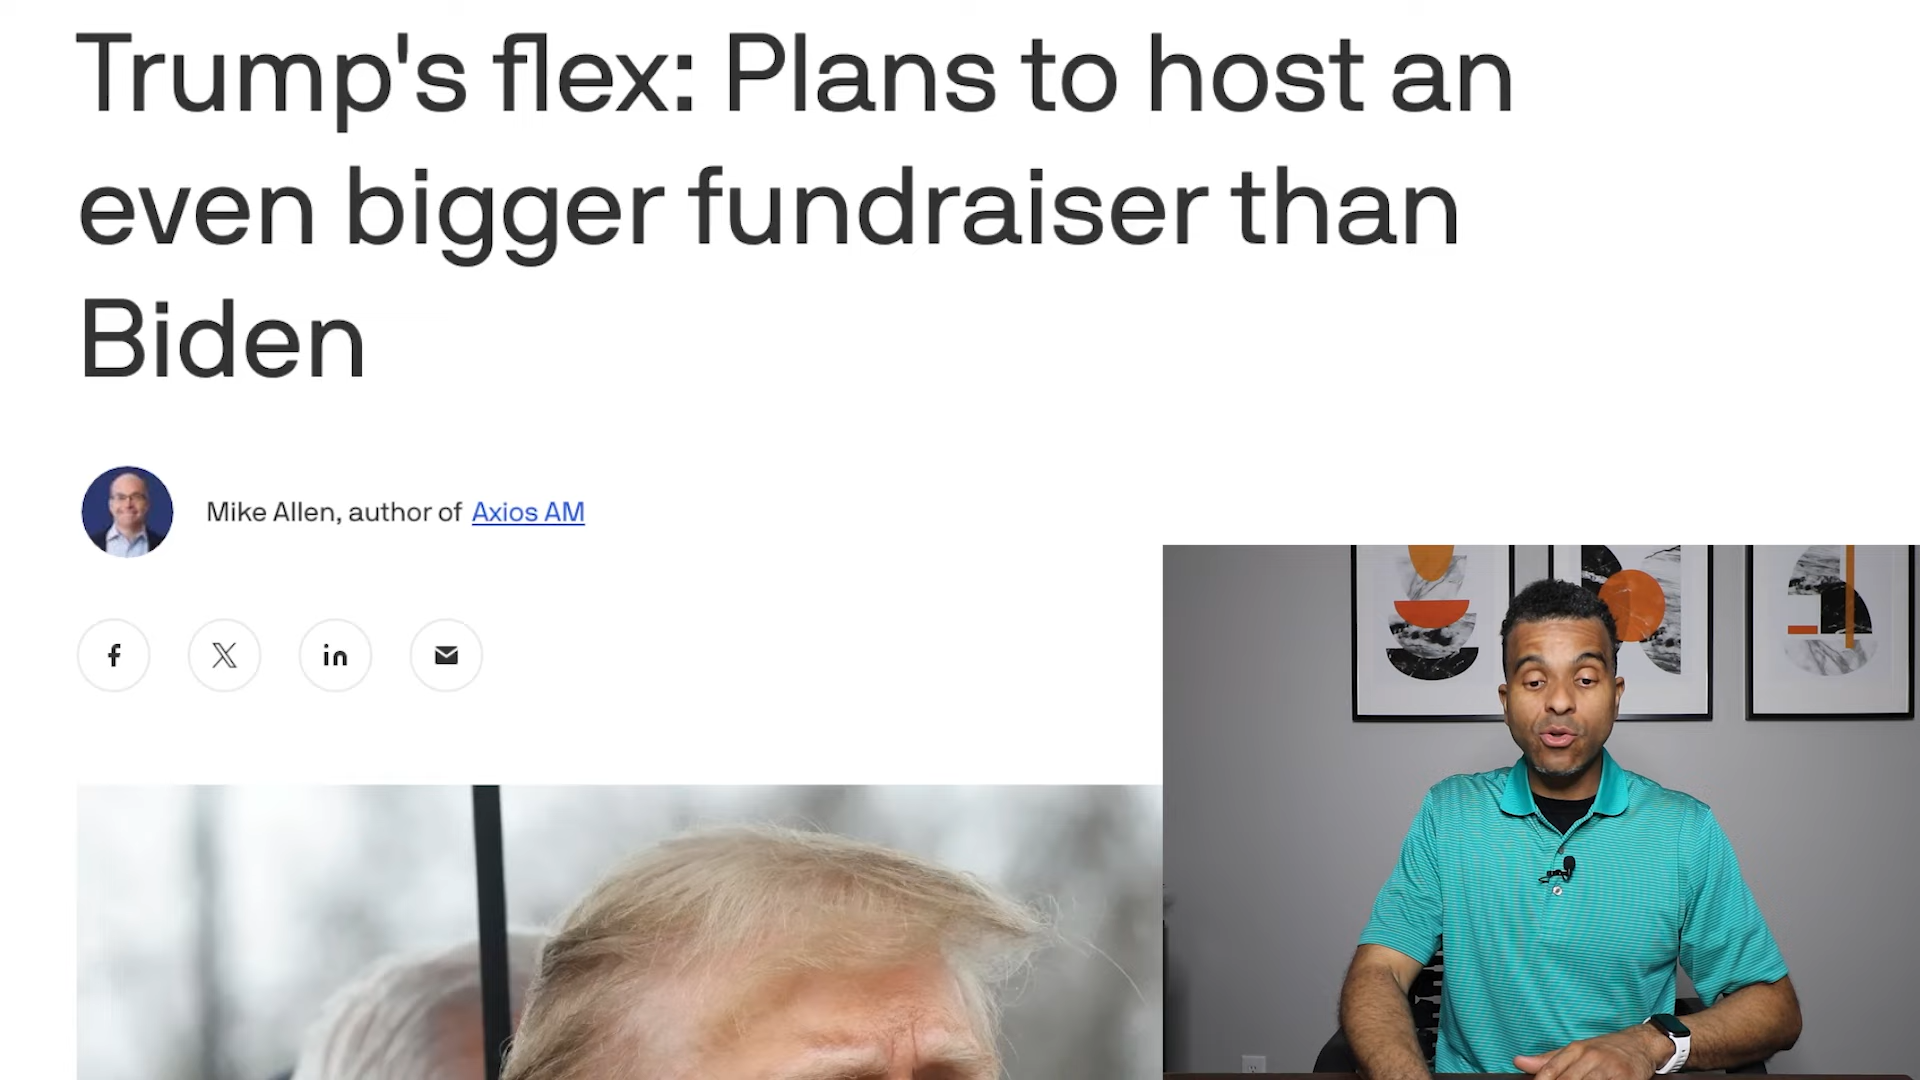 Trump's flex: Plans to host an
even bigger fundraiser than
Biden
Mike Allen, author of Axios AM